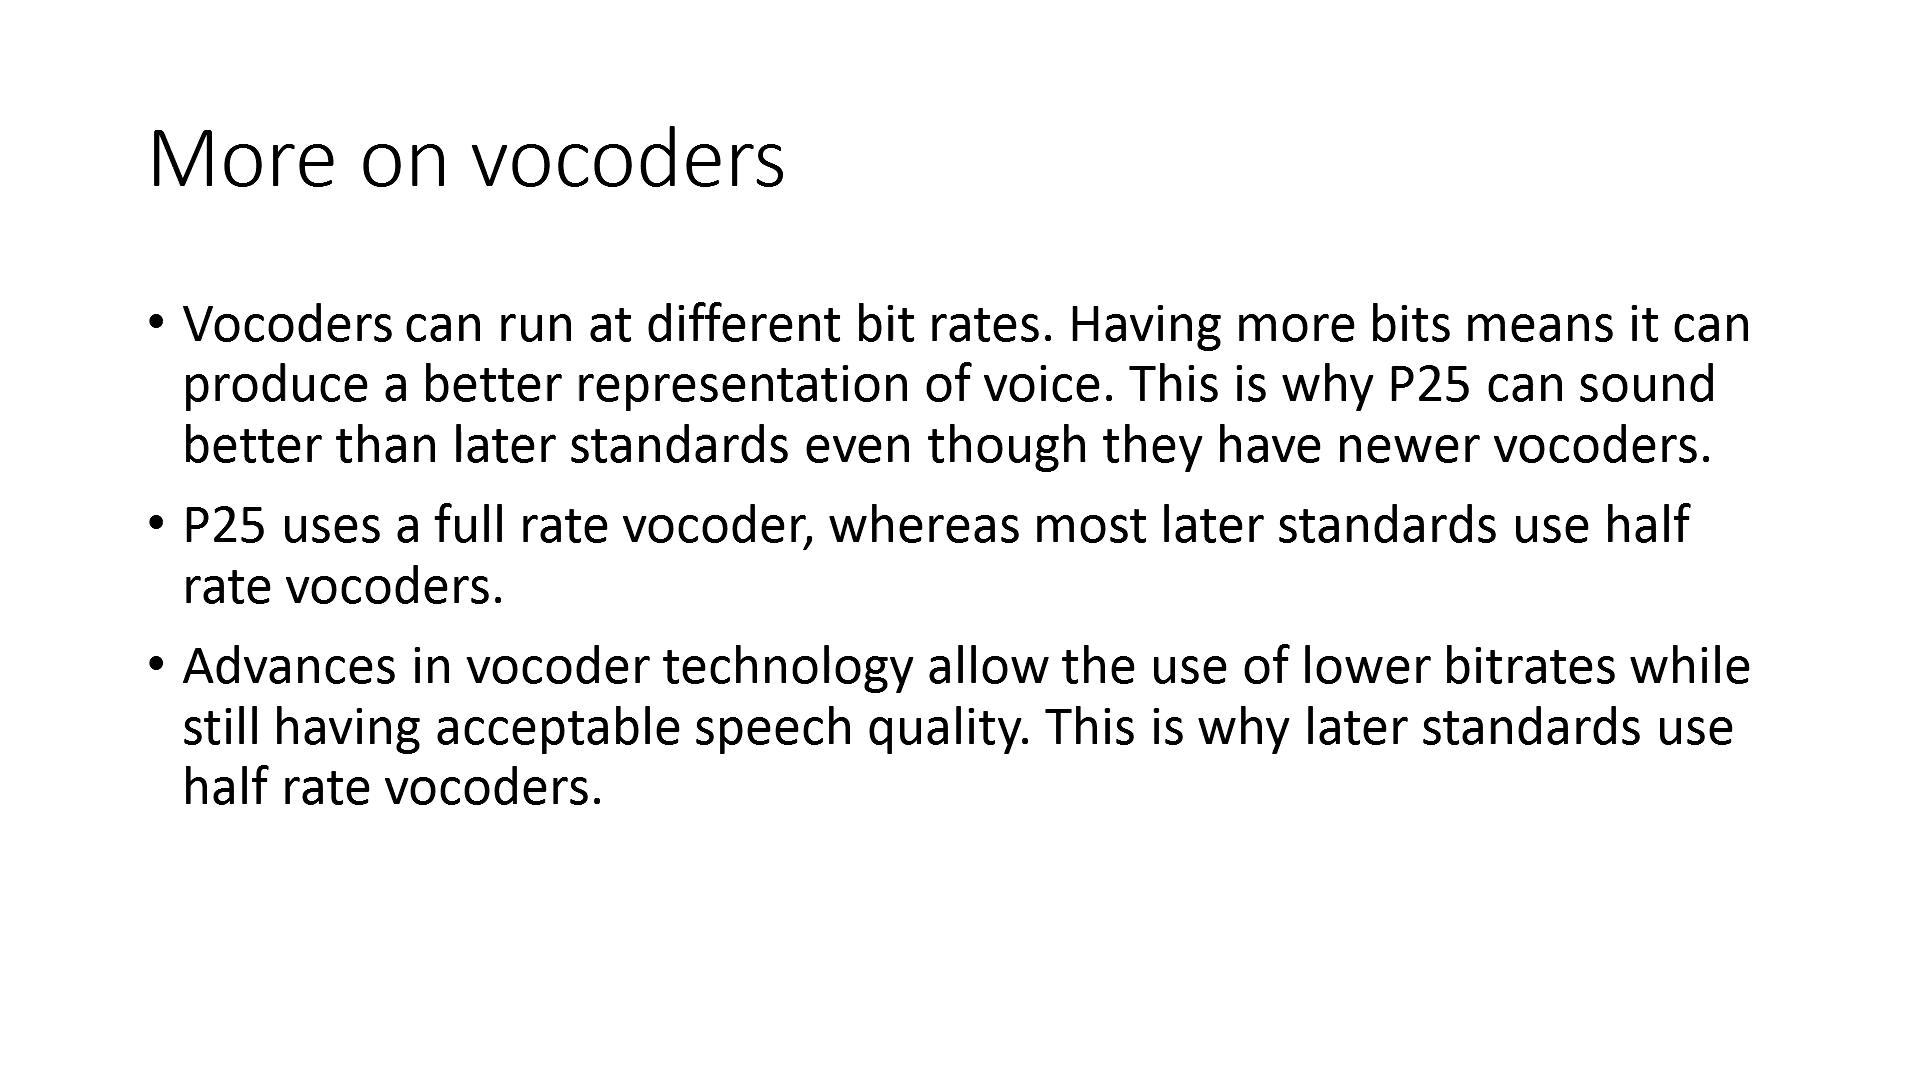 More on vocoders
• Vocoders can run at different bit rates. Having more bits means it can
produce a better representation of voice. This is why P25 can sound
better than later standards even though they have newer vocoders.
• P25 uses a full rate vocoder, whereas most later standards use half
rate vocoders.
• Advances in vocoder technology allow the use of lower bitrates while
still having acceptable speech quality. This is why later standards use
half rate vocoders.